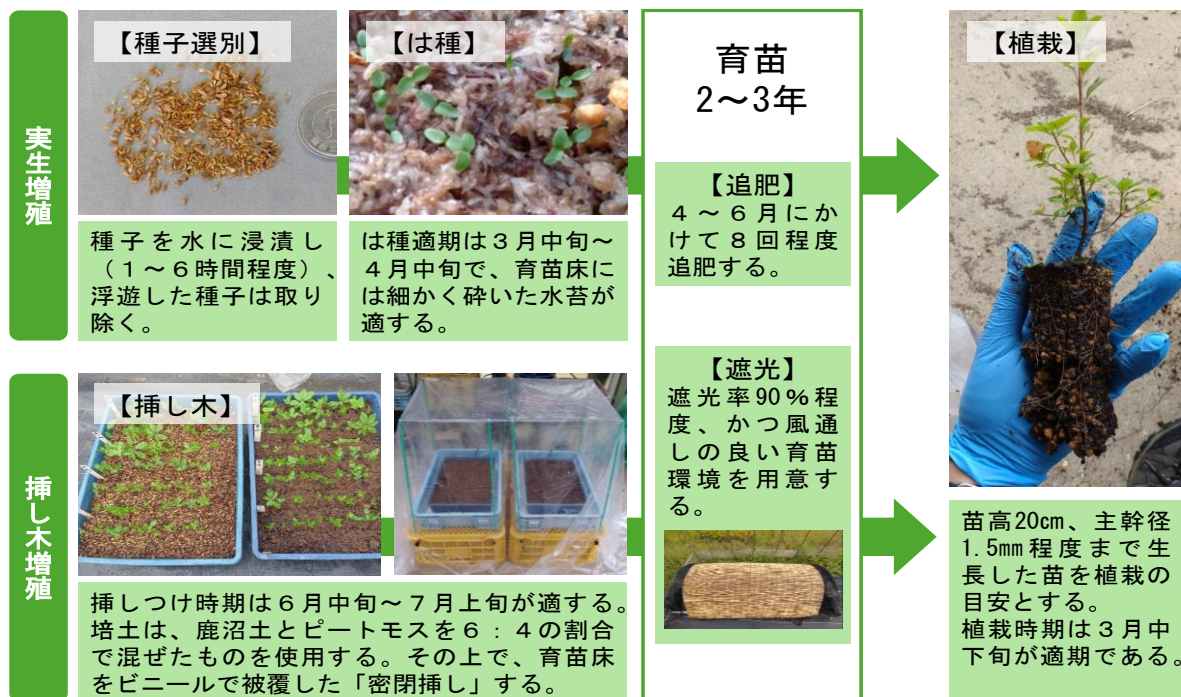 実生増殖
【種子選別】
種子を水に浸漬し
（１～６時間程度）、
浮遊した種子は取り
除く。
【は種】
は種適期は３月中旬～
４月中旬で、育苗床に
は細かく砕いた水苔が
適する。
挿し木増殖
【挿し木】
挿しつけ時期は６月中旬～７月上旬が適する。
培土は、鹿沼土とピートモスを６：４の割合
で混ぜたものを使用する。その上で、育苗床
をビニールで被覆した「密閉挿し」する。
育苗
2～3年
【追肥】
４～６月にか
けて８回程度
追肥する。
【遮光】
遮光率90％程
度、かつ風通
しの良い育苗
環境を用意す
る。
【植栽】
苗高20cm、主幹径
1.5㎜程度まで生
長した苗を植栽の
目安とする。
植栽時期は３月中
下旬が適期である。